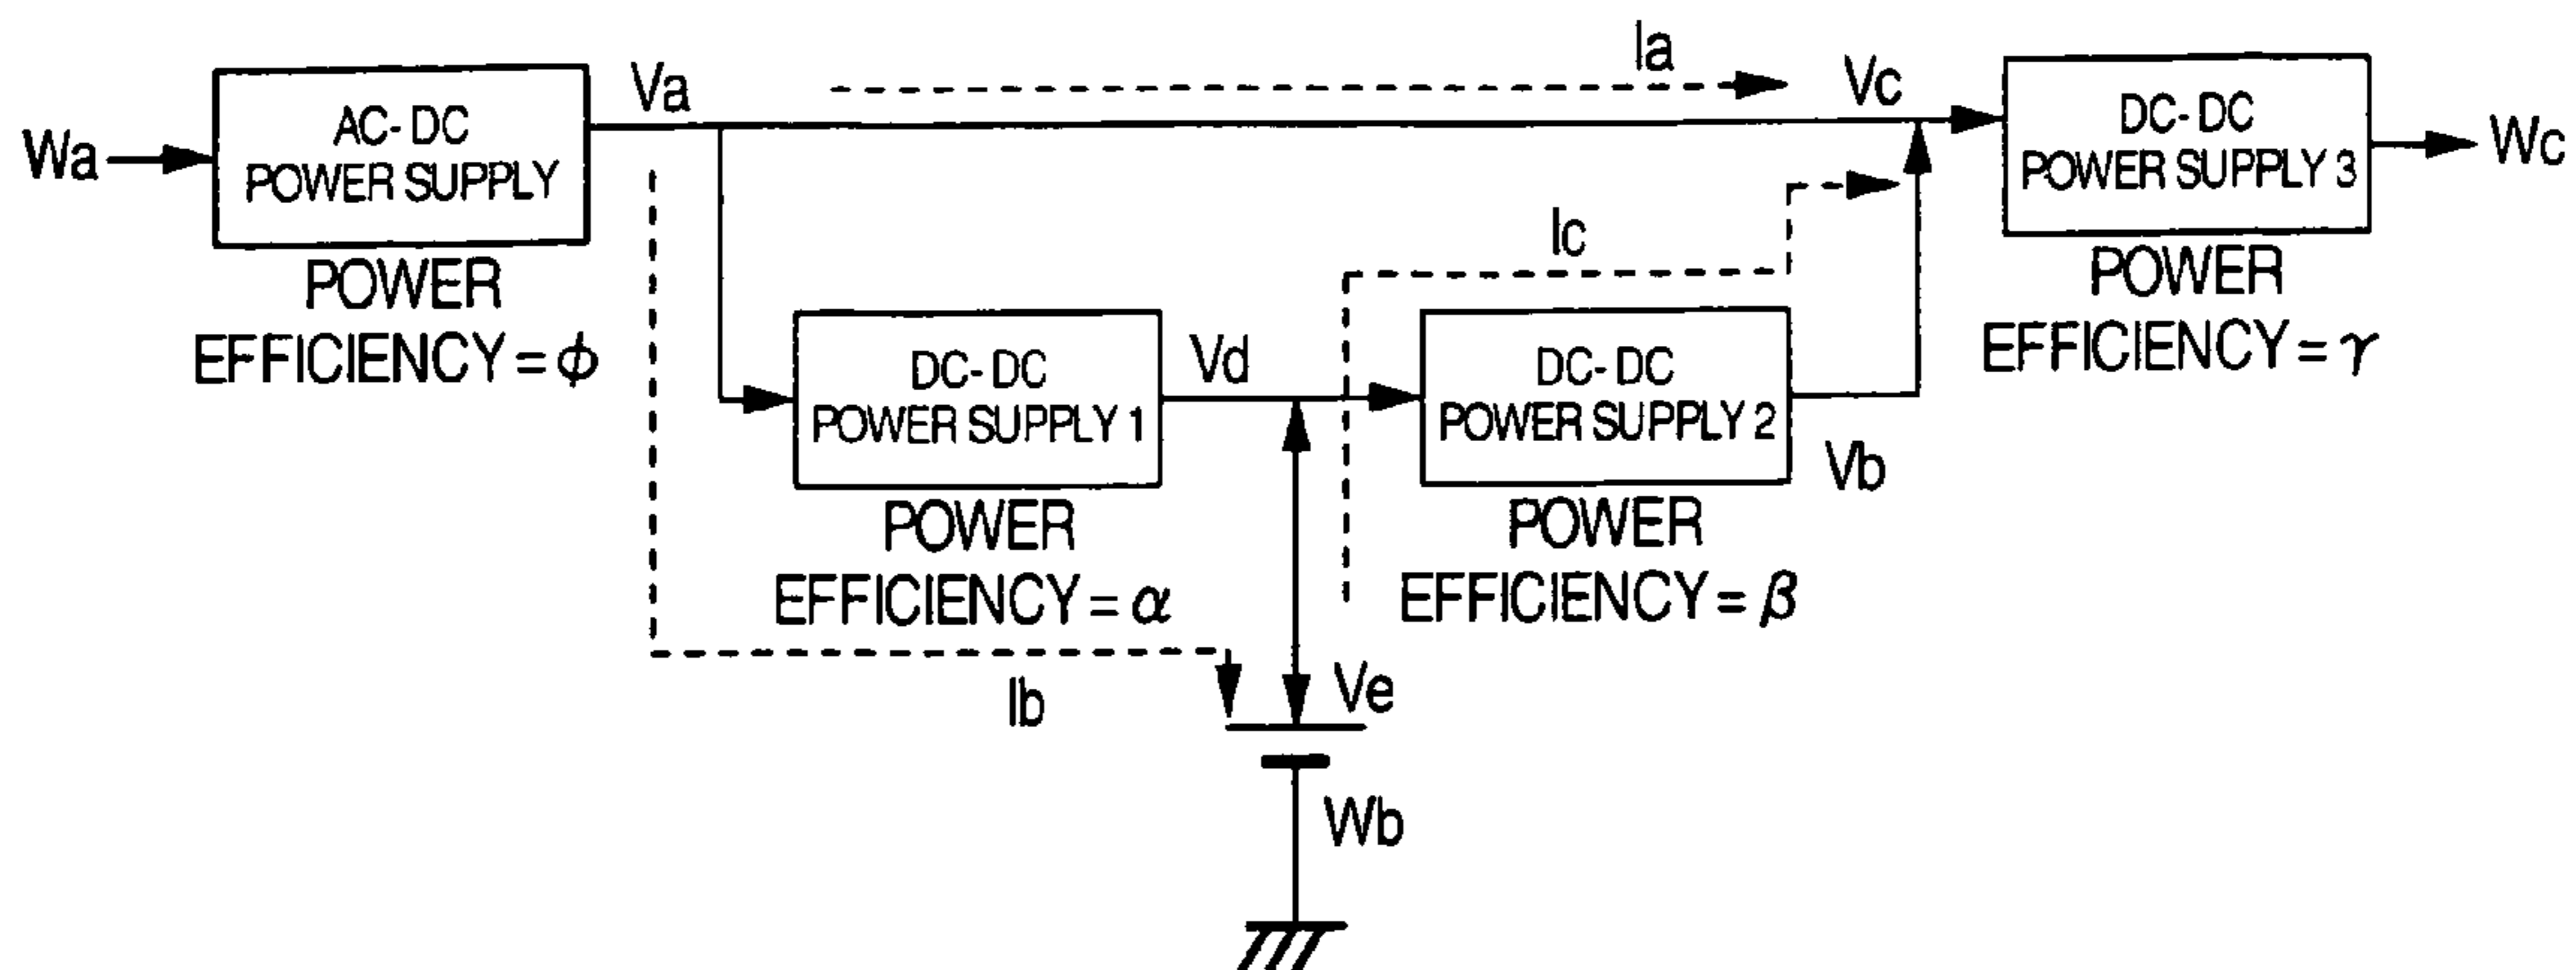 Wa
AC-DC
POWER SUPPLY
POWER
EFFICIENCY = φ
Va
Ia
Vc
DC-DC
POWER SUPPLY 3
POWER
EFFICIENCY = γ
Wc
Ic
DC-DC
POWER SUPPLY 1
POWER
EFFICIENCY = α
Vd
DC-DC
POWER SUPPLY 2
POWER
EFFICIENCY = β
Vb
Ib
Ve
Wb